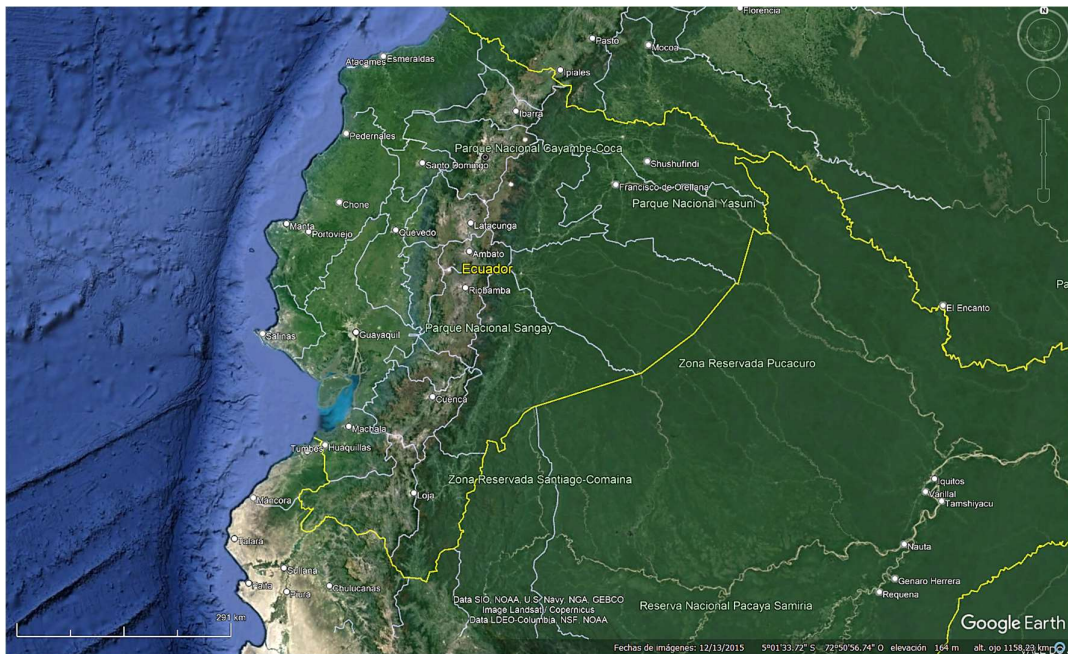 Florencia
N
Pasto
Mocoa
Atacames
Esmeraldas
Ipiales
Ibarra
Pedernales
Parque Nacional Cayambe-Coca
Santo Domingo
Shushufindi
Francisco de Orellana
Chone
Parque Nacional Yasuni
Manta
Portoviejo
Quevedo
Latacunga
Ambato
Ecuador
Riobamba
Pa
El Encanto
Salinas
Guayaquil
Parque Nacional Sangay
Zona Reservada Pucacuro
Cuenca
Machala
Tumbes
Huaquillas
Zona Reservada Santiago-Comaina
Iquitos
Varillal
Tamshiyacu
Máncora
Loja
Talara
Nauta
Sullana
Paita
Piura
Chulucanas
Genaro Herrera
Requena
Data SIO, NOAA, U.S. Navy, NGA, GEBCO
Image Landsat / Copernicus
Data LDEO-Columbia, NSF, NOAA
Reserva Nacional Pacaya Samiria
291 km
Google Earth
Fechas de imágenes: 12/13/2015 5°01'33.72" S 72°50'56.74" O elevación 164 m alt. ojo 1158.23 km